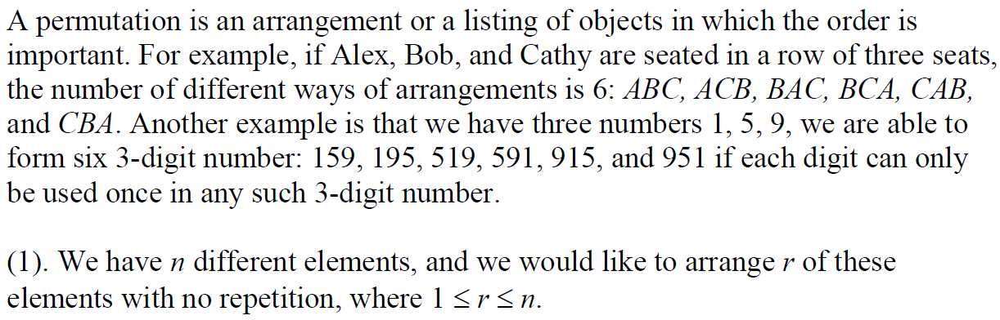 A permutation is an arrangement or a listing of objects in which the order is
important. For example, if Alex, Bob, and Cathy are seated in a row of three seats,
the number of different ways of arrangements is 6: ABC, ACB, BAC, BCA, CAB,
and CBA. Another example is that we have three numbers 1, 5, 9, we are able to
form six 3-digit number: 159, 195, 519, 591, 915, and 951 if each digit can only
be used once in any such 3-digit number.
(1). We have n different elements, and we would like to arrange r of these
elements with no repetition, where 1 ≤ r ≤ n.